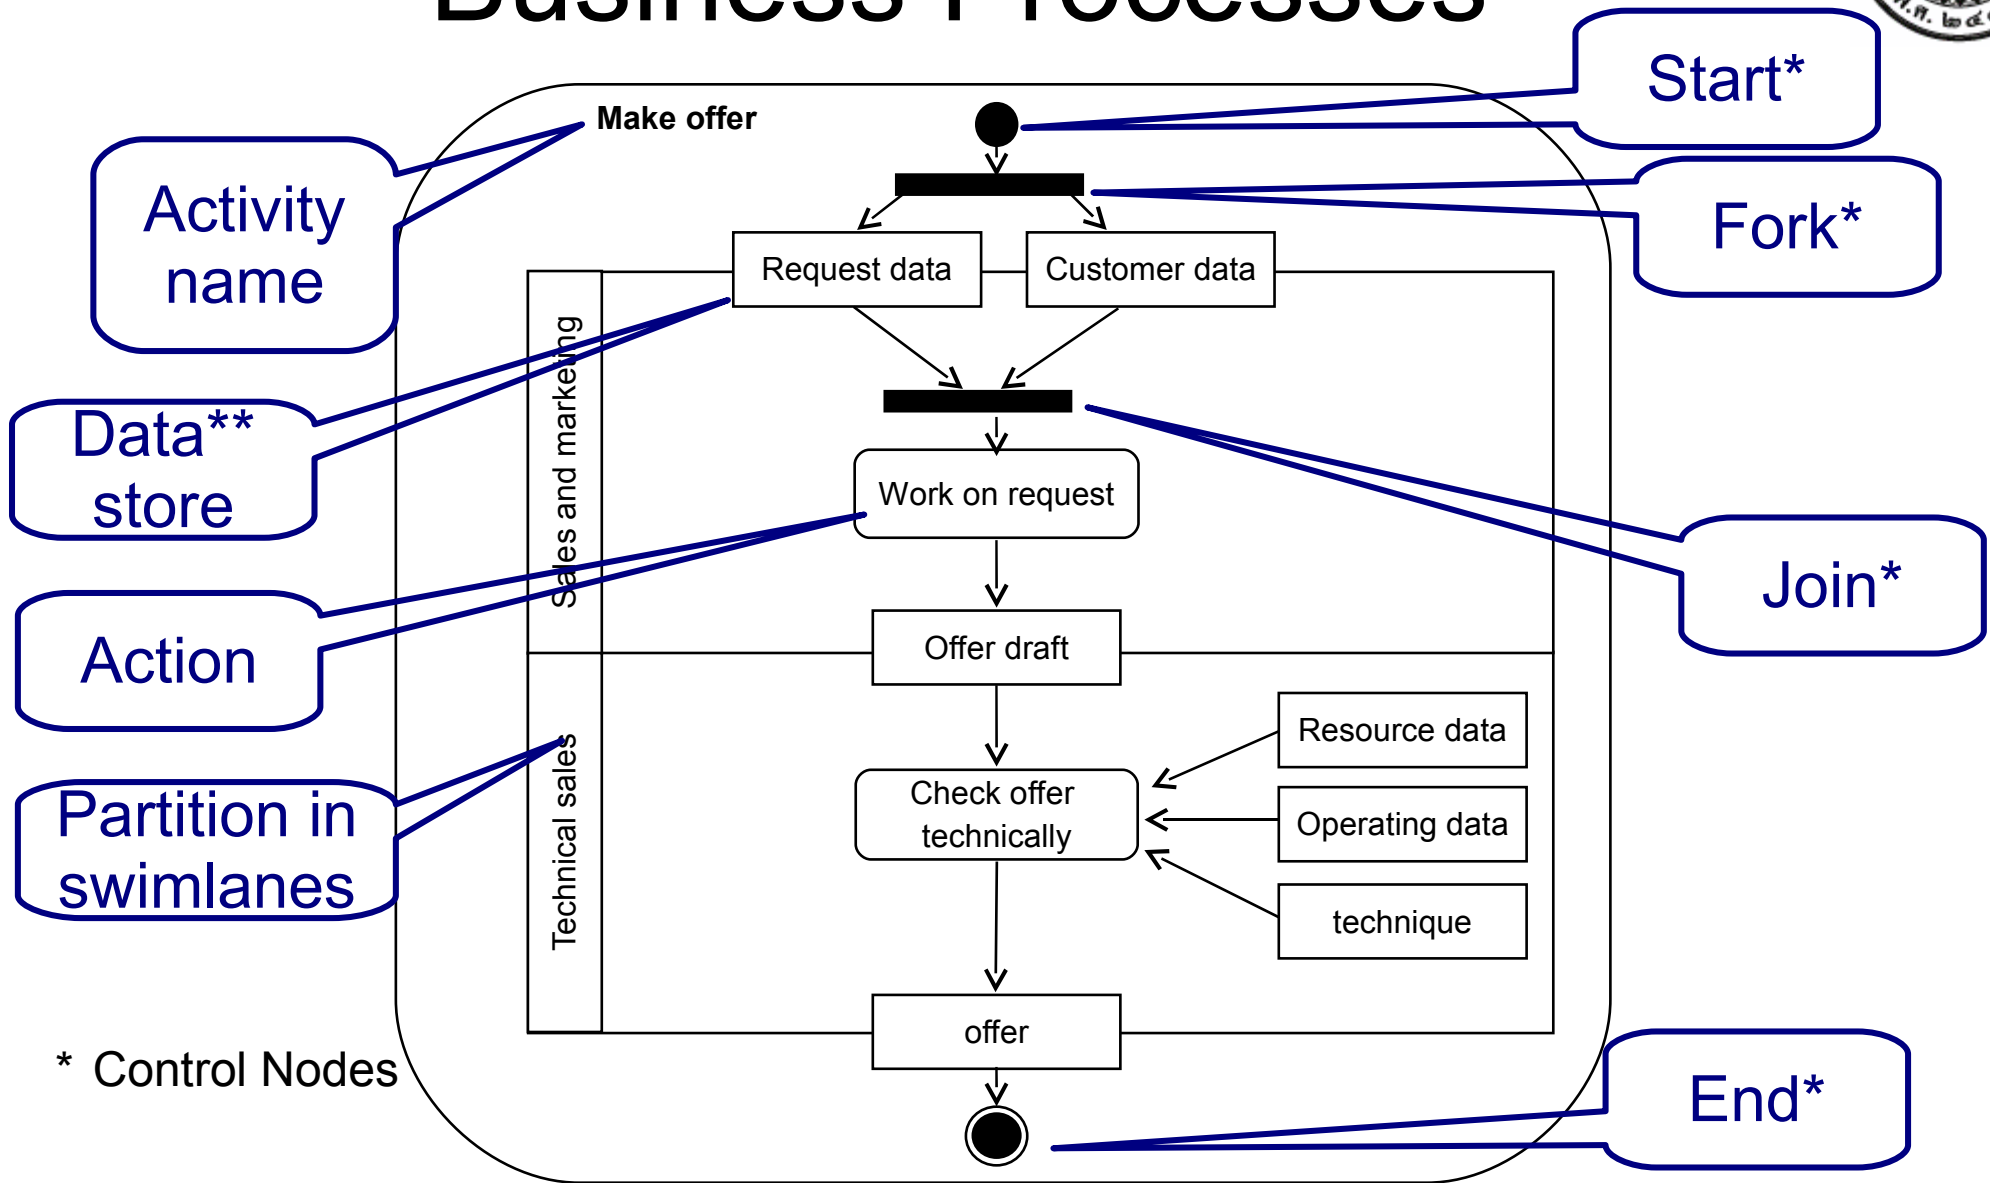 Business Processes
Start*
Make offer
Activity
name
Fork*
Request data
Customer data
Sales and marketing
Data**
store
Work on request
Join*
Action
Offer draft
Resource data
Technical sales
Check offer
technically
Operating data
Partition in
swimlanes
technique
offer
* Control Nodes
End*